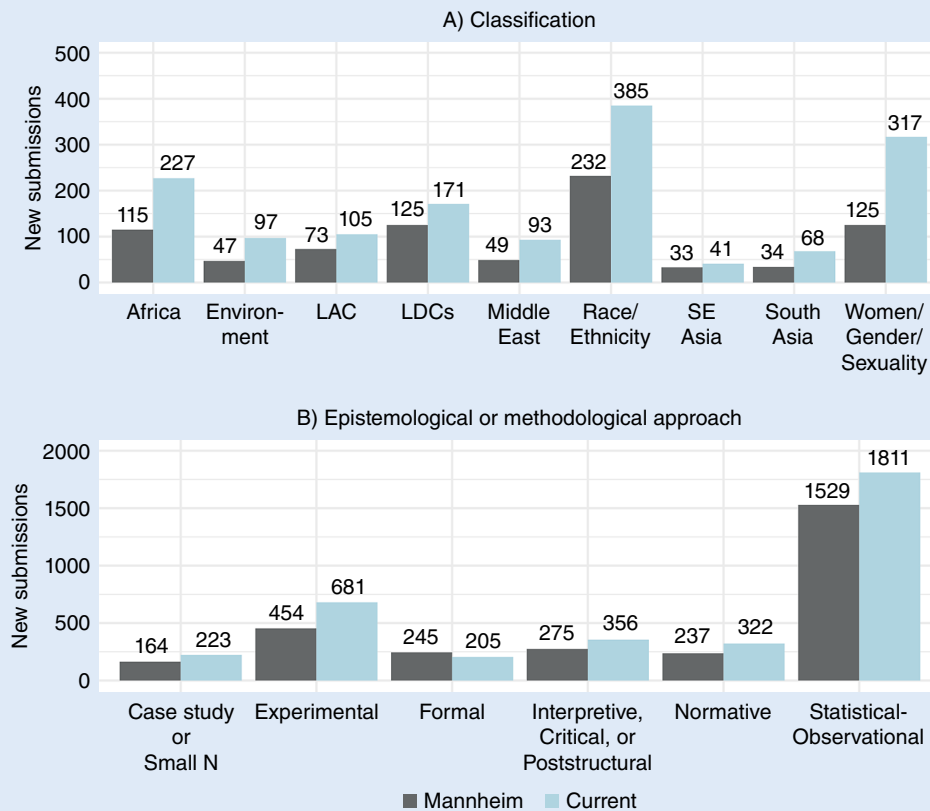 A) Classification
New submissions
500
400
300
200
100
0
115 227
47 97
73 105
125 171
49 93
232 385
33 41
34 68
125 317
Africa
Environ-
ment
LAC
LDCs
Middle
East
Race/
Ethnicity
SE
Asia
South
Asia
Women/
Gender/
Sexuality
B) Epistemological or methodological approach
New submissions
2000
1500
1000
500
0
164 223
454 681
245 205
275 356
237 322
1529 1811
Case study
or
Small N
Experimental
Formal
Interpretive,
Critical, or
Poststructural
Normative
Statistical-
Observational
Mannheim Current